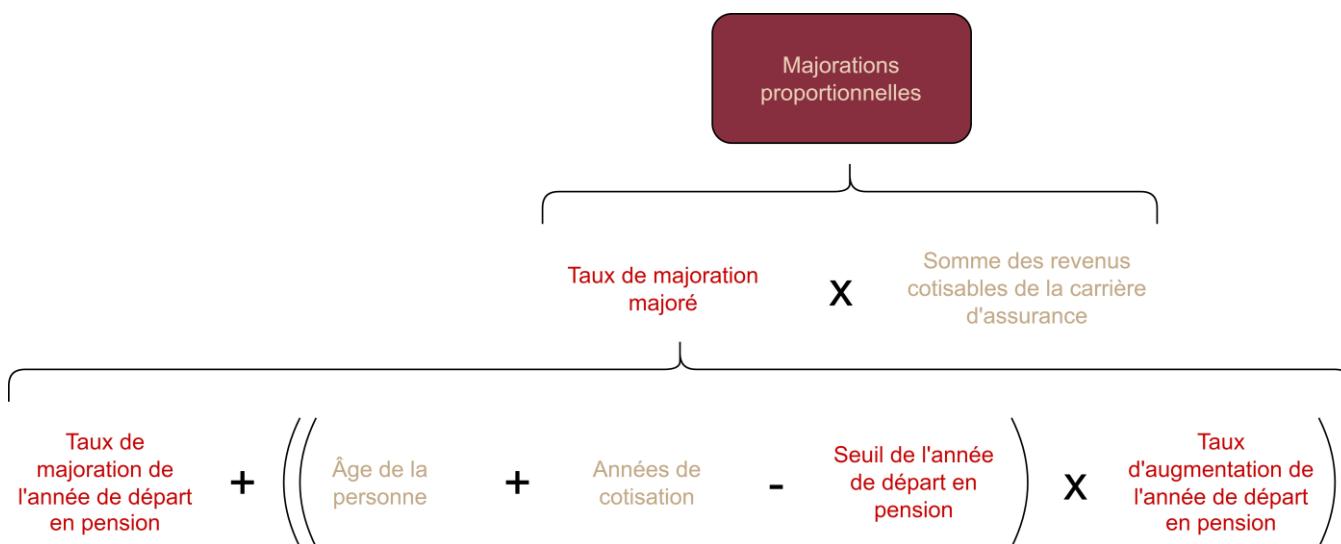 Majorations
proportionnelles
Taux de majoration
majoré
x
Somme des revenus
cotisables de la carrière
d'assurance
Taux de
majoration de
l'année de départ
en pension
+
((
Âge de la
personne
+
Années de
cotisation
-
Seuil de l'année
de départ en
pension
)
x
Taux
d'augmentation de
l'année de départ
en pension
)